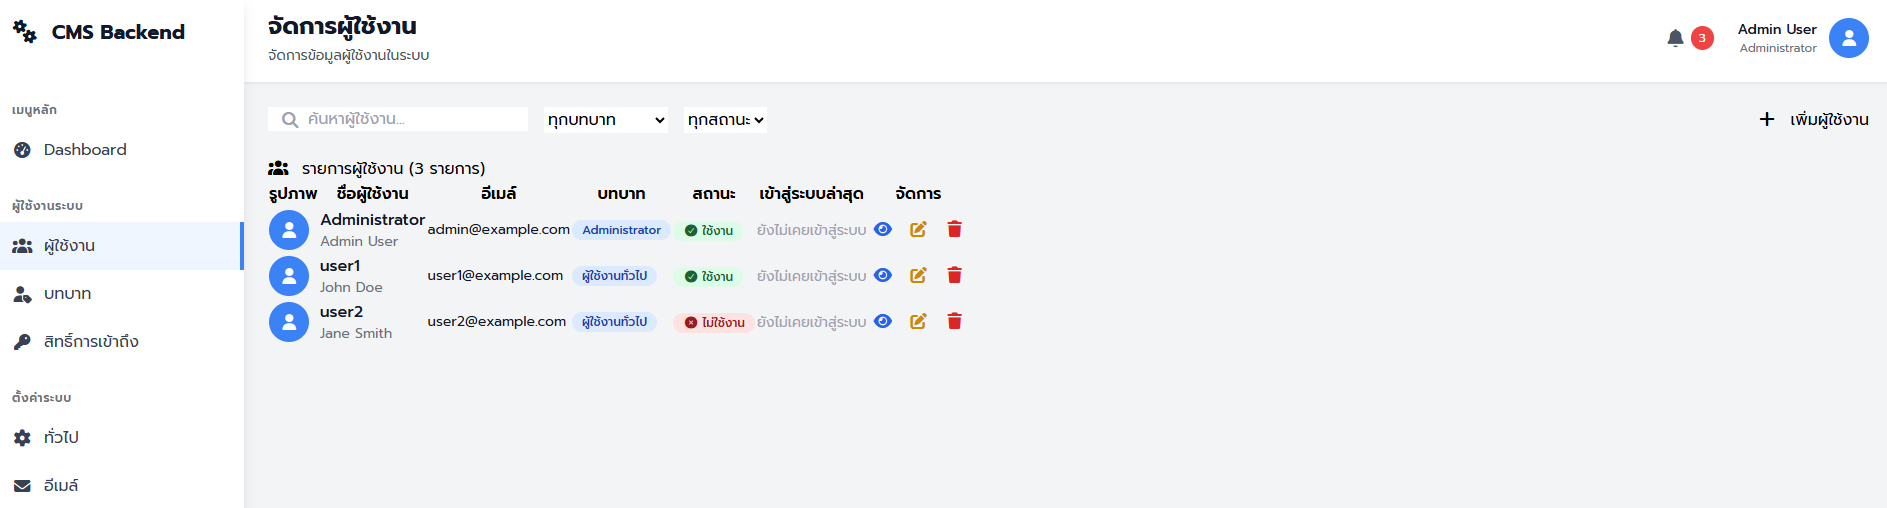 CMS Backend
เมนูหลัก
Dashboard
ผู้ใช้งานระบบ
ผู้ใช้งาน
บทบาท
สิทธิ์การเข้าถึง
ตั้งค่าระบบ
ทั่วไป
อีเมล์
จัดการผู้ใช้งาน
จัดการข้อมูลผู้ใช้งานในระบบ
3
Admin User
Administrator
ค้นหาผู้ใช้งาน... ทุกบทบาท ทุกสถานะ เพิ่มผู้ใช้งาน
รายการผู้ใช้งาน (3 รายการ)
รูปภาพ ชื่อผู้ใช้งาน อีเมล์ บทบาท สถานะ เข้าสู่ระบบล่าสุด จัดการ
Administrator
Admin User
admin@example.com Administrator ใช้งาน ยังไม่เคยเข้าสู่ระบบ
user1
John Doe
user1@example.com ผู้ใช้งานทั่วไป ใช้งาน ยังไม่เคยเข้าสู่ระบบ
user2
Jane Smith
user2@example.com ผู้ใช้งานทั่วไป ไม่ใช้งาน ยังไม่เคยเข้าสู่ระบบ